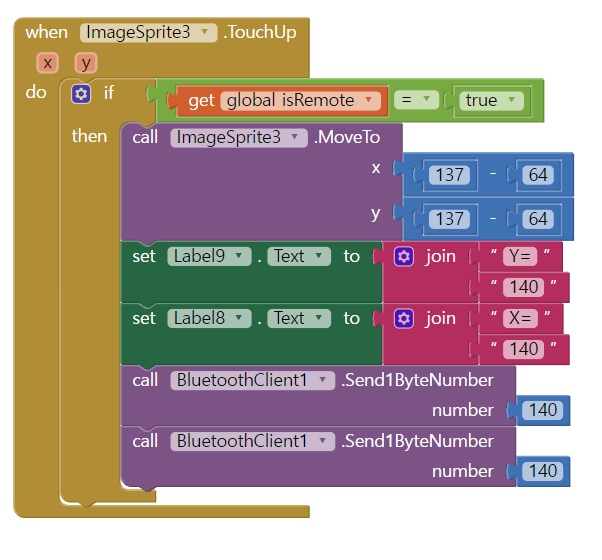 when ImageSprite3 .TouchUp
x y
do if get global isRemote = true
then call ImageSprite3 .MoveTo
x 137 - 64
y 137 - 64
set Label9 . Text to join " Y= "
" 140 "
set Label8 . Text to join " X= "
" 140 "
call BluetoothClient1 .Send1ByteNumber
number 140
call BluetoothClient1 .Send1ByteNumber
number 140